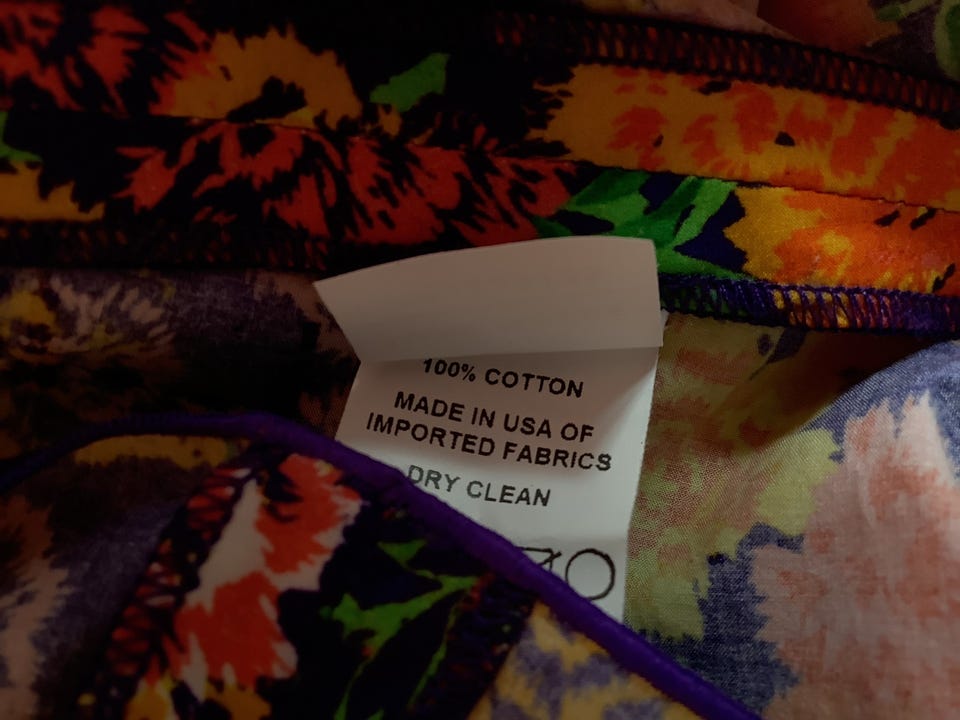 100% COTTON
MADE IN USA OF
IMPORTED FABRICS
DRY CLEAN